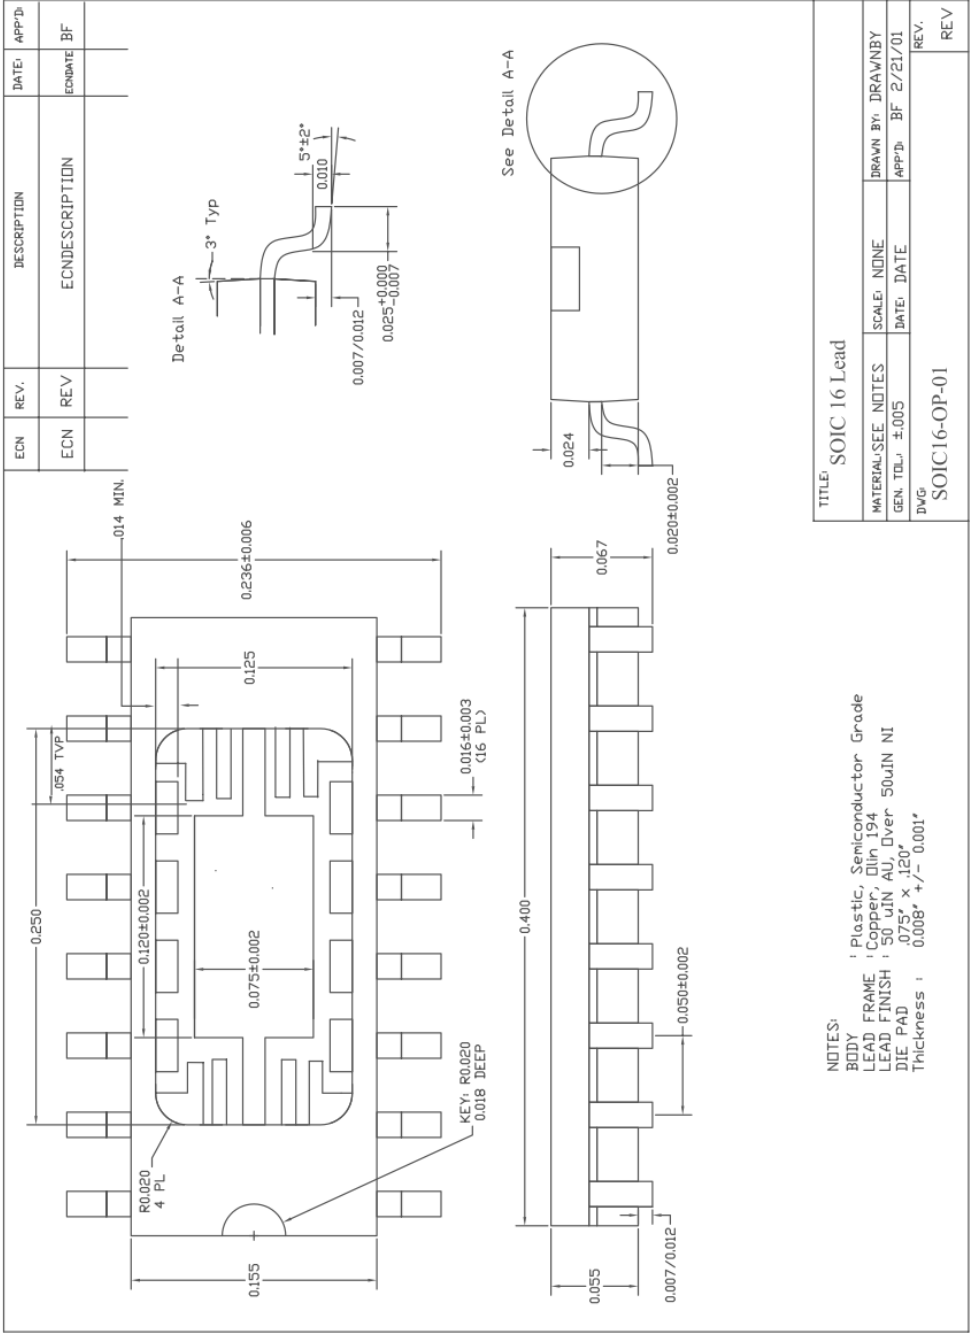 ECN REV. DESCRIPTION DATE: APP'D:
ECN REV ECNDESCRIPTION ECNDATE BF
.014 MIN.
0.236±0.006
0.125
.054 TYP
0.250
0.120±0.002
0.075±0.002
0.016±0.003
(16 PL)
R0.020
4 PL
KEY: R0.020
0.018 DEEP
0.155
Detail A-A
3° Typ
5°±2°
0.010
0.007/0.012
0.025+0.000
-0.007
See Detail A-A
0.024
0.020±0.002
0.400
0.067
0.050±0.002
0.055
0.007/0.012
NOTES:
BODY : Plastic, Semiconductor Grade
LEAD FRAME : Copper, Olin 194
LEAD FINISH : 50 uIN AU, Over 50uIN NI
DIE PAD .075" x .120"
Thickness : 0.008" +/- 0.001"
TITLE:
SOIC 16 Lead
MATERIAL:SEE NOTES SCALE: NONE DRAWN BY: DRAWNBY
GEN. TOL.: ±.005 DATE: DATE APP'D: BF 2/21/01
DWG: REV.
SOIC16-OP-01 REV